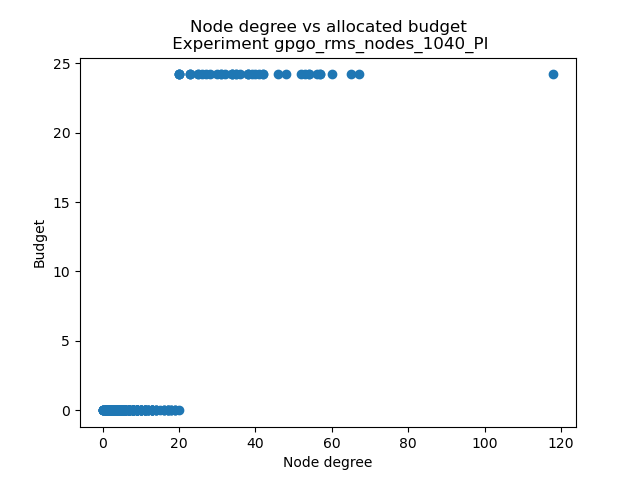 Node degree vs allocated budget
Experiment gpgo_rms_nodes_1040_PI
25
20
15
10
5
0
Budget
0 20 40 60 80 100 120
Node degree